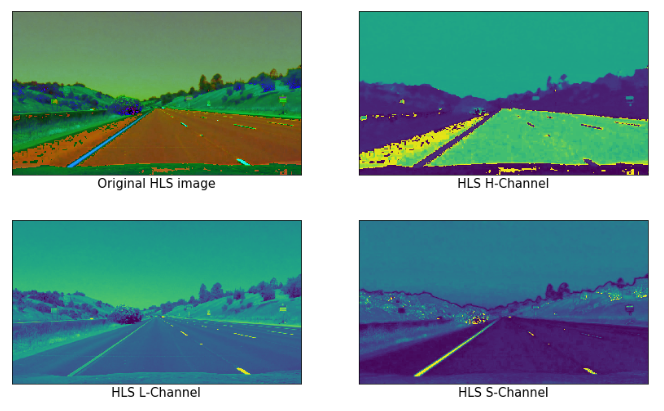 Original HLS image
HLS H-Channel
HLS L-Channel
HLS S-Channel